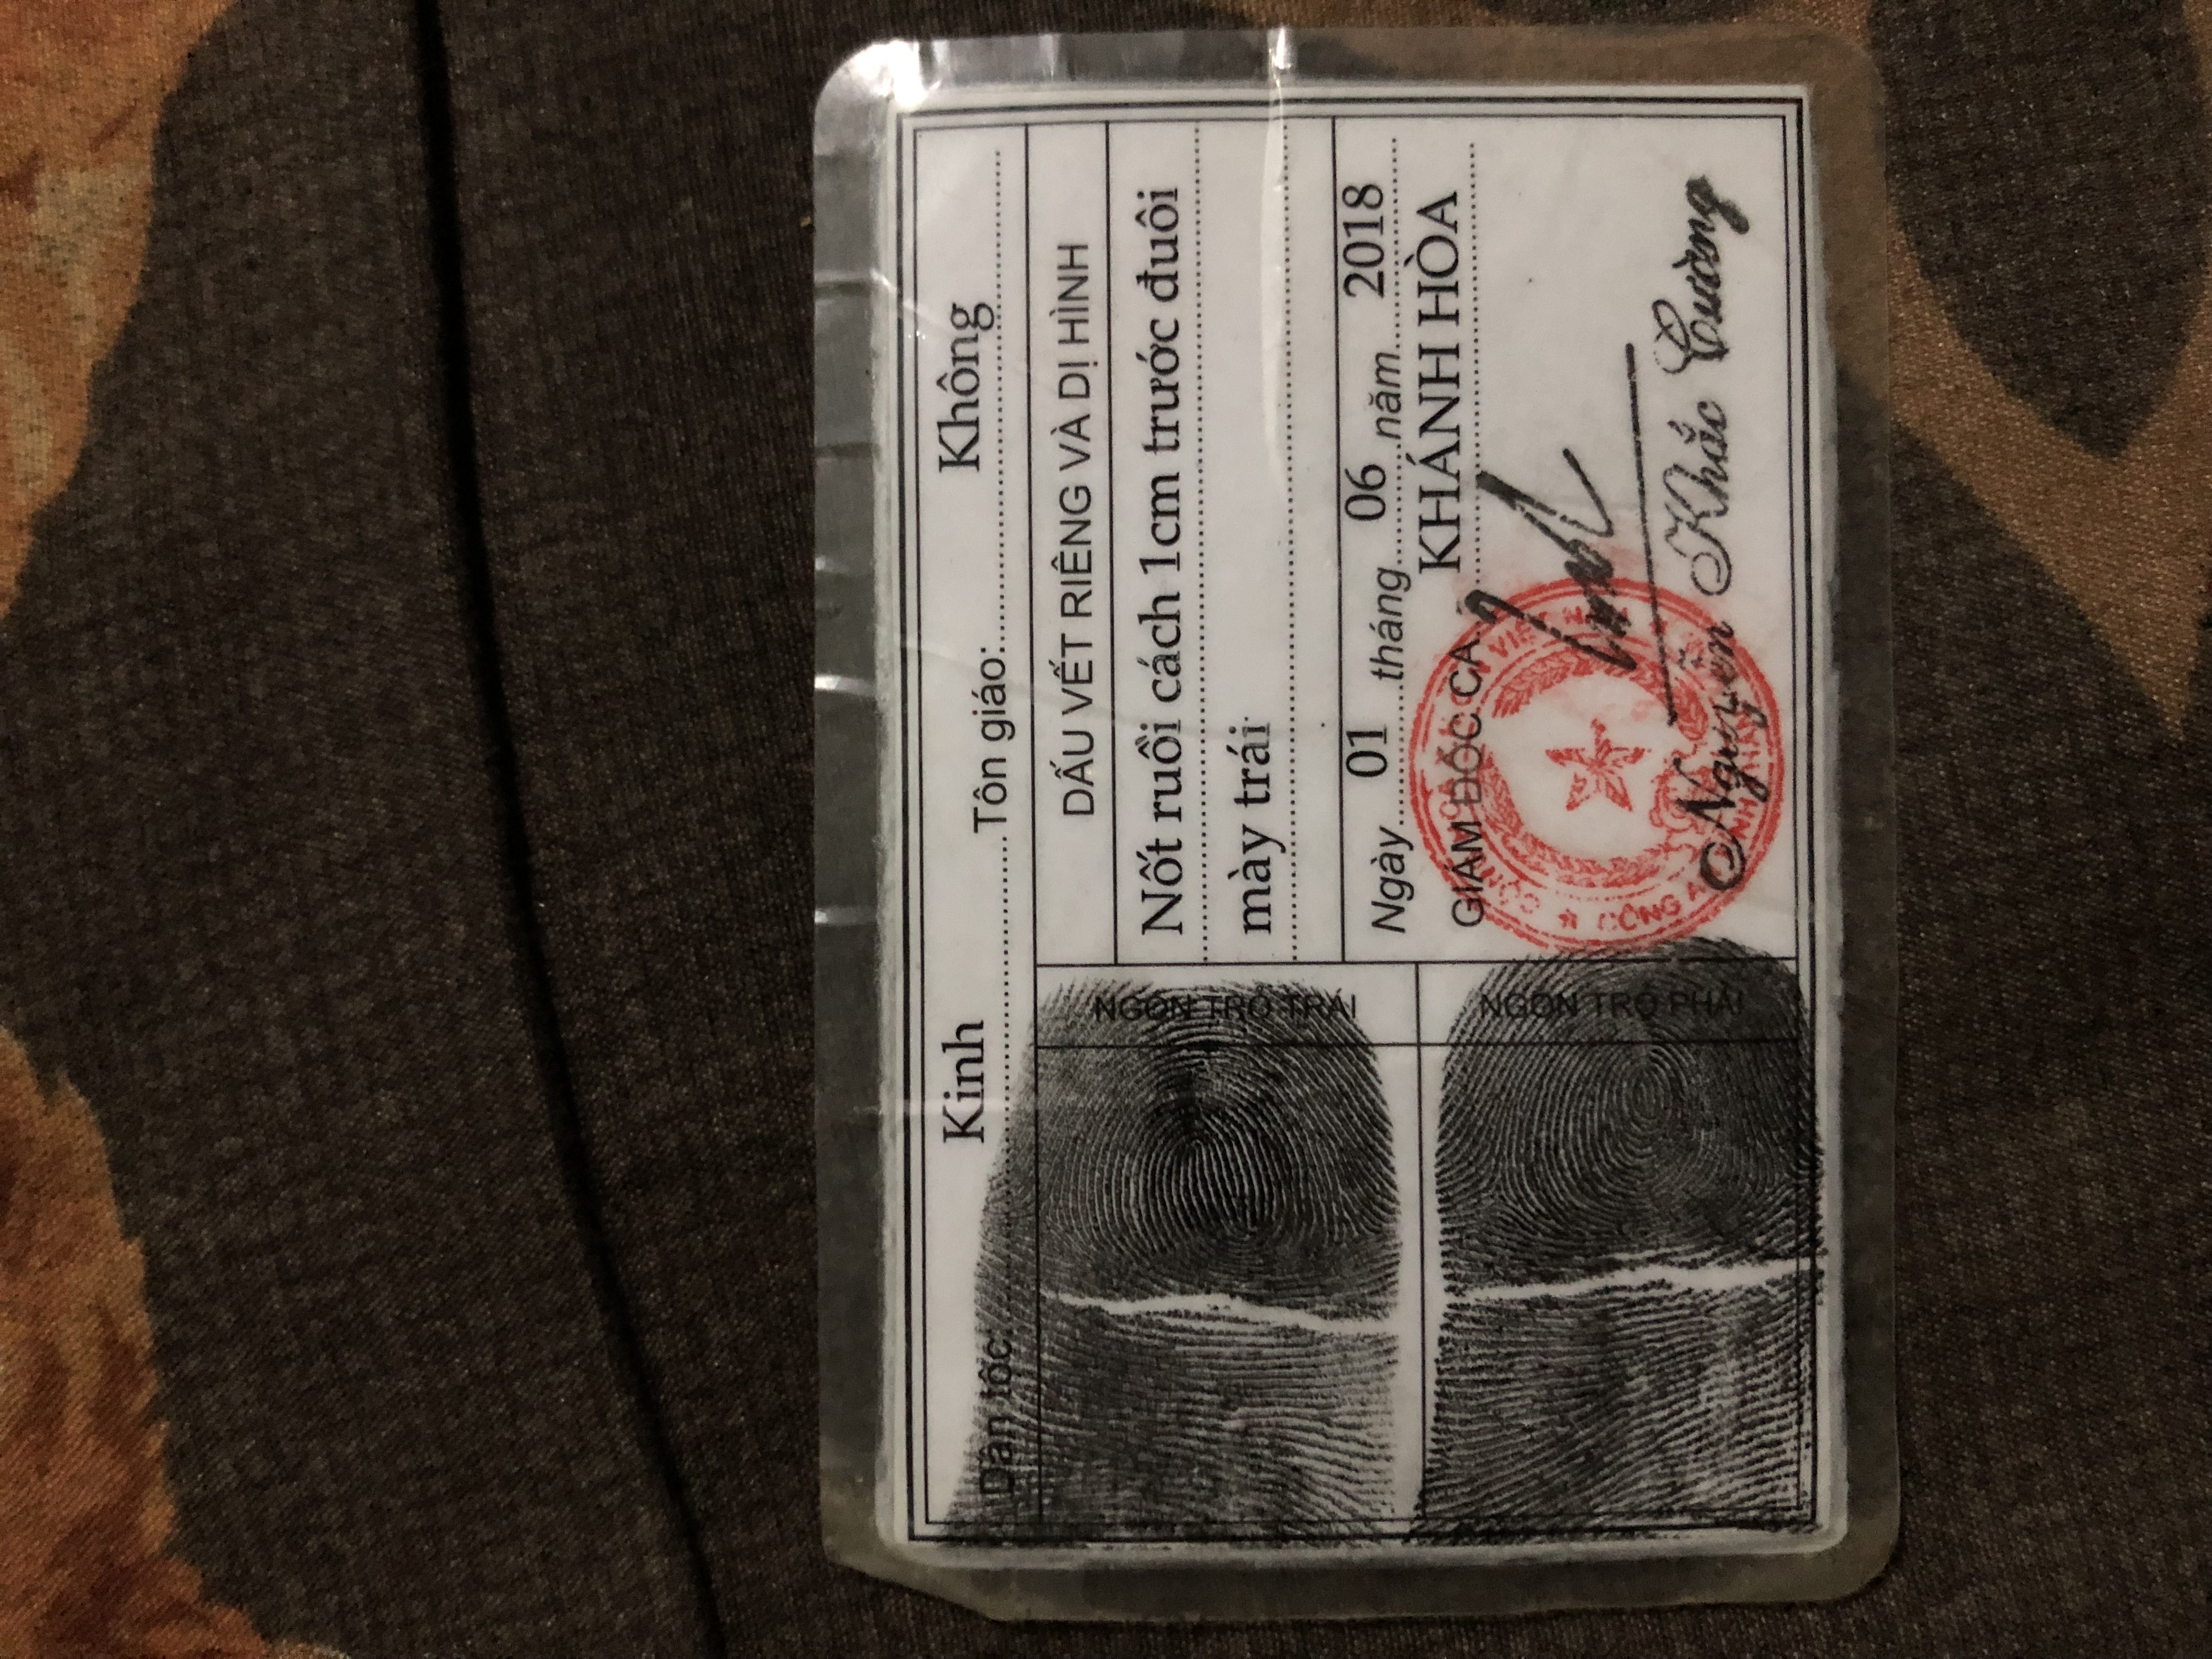 Dân tộc: Kinh Tôn giáo: Không
NGÓN TRỎ TRÁI
NGÓN TRỎ PHẢI
DẤU VẾT RIÊNG VÀ DỊ HÌNH
Nốt ruồi cách 1cm trước đuôi
mày trái
Ngày 01 tháng 06 năm 2018
GIÁM ĐỐC CA KHÁNH HÒA
CÔNG A
VIỆT N
Nguyễn Khắc Cường